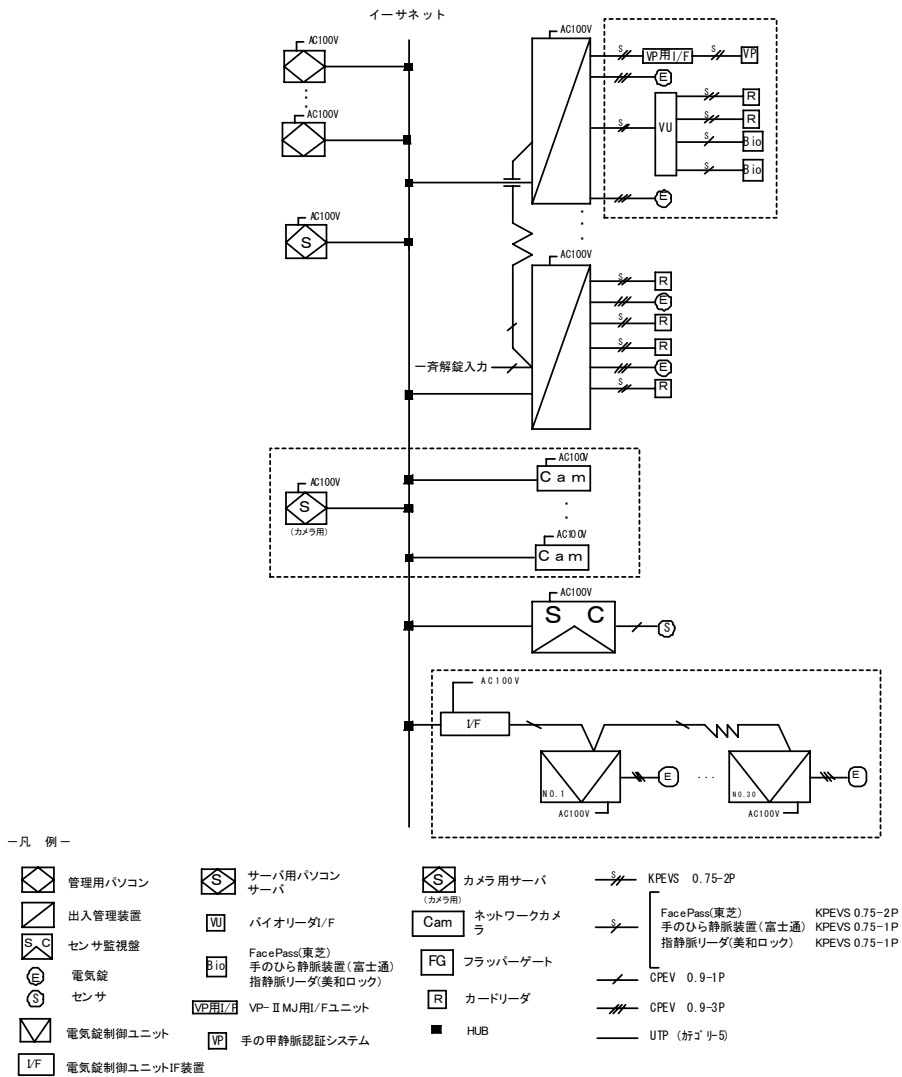 イーサネット
AC100V
AC100V
AC100V
S
AC100V
S
VP用I/F
S
VP
E
S
VU
S
R
S
R
S
Bio
S
Bio
E
AC100V
S
R
E
S
R
S
R
E
S
R
一斉解錠入力
AC100V
S
(カメラ用)
AC100V
Cam
AC100V
Cam
AC100V
S C
S
AC100V
I/F
NO.1
AC100V
E
NO.30
AC100V
E
－凡 例－
管理用パソコン
出入管理装置
S C
センサ監視盤
E
電気錠
S
センサ
電気錠制御ユニット
I/F
電気錠制御ユニットIF装置
S
サーバ用パソコン
サーバ
VU
バイオリーダI/F
Bio
FacePass(東芝)
手のひら静脈装置(富士通)
指静脈リーダ(美和ロック)
VP用I/F
VP-ⅡMJ用I/Fユニット
VP
手の甲静脈認証システム
S
(カメラ用)
カメラ用サーバ
Cam
ネットワークカメ
ラ
FG
フラッパーゲート
R
カードリーダ
HUB
S
KPEVS 0.75-2P
S
FacePass(東芝) KPEVS 0.75-2P
手のひら静脈装置(富士通) KPEVS 0.75-1P
指静脈リーダ(美和ロック) KPEVS 0.75-1P
CPEV 0.9-1P
CPEV 0.9-3P
UTP (ｶﾃｺﾞﾘｰ5)